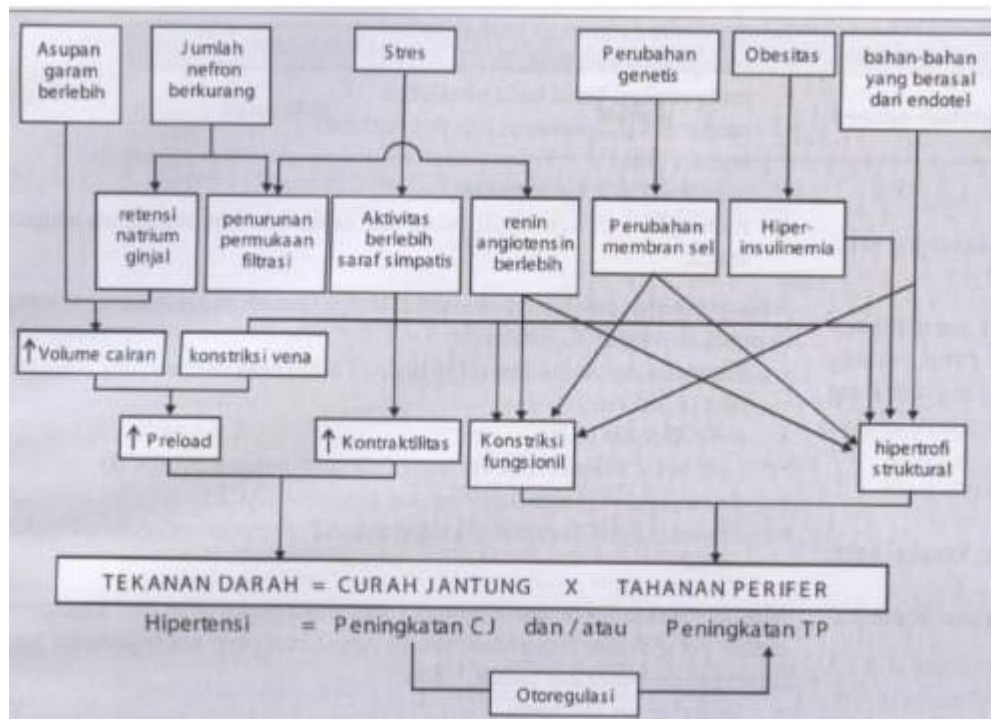 Asupan
garam
berlebih
Jumlah
nefron
berkurang
Stres
Perubahan
genetis
Obesitas
bahan-bahan
yang berasal
dari endotel
retensi
natrium
ginjal
penurunan
permukaan
filtrasi
Aktivitas
berlebih
saraf simpatis
renin
angiotensin
berlebih
Perubahan
membran sel
Hiper-
insulinemia
↑ Volume cairan
konstriksi vena
↑ Preload
↑ Kontraktilitas
Konstriksi
fungsionil
hipertrofi
struktural
TEKANAN DARAH = CURAH JANTUNG X TAHANAN PERIFER
Hipertensi = Peningkatan CJ dan / atau Peningkatan TP
Otoregulasi